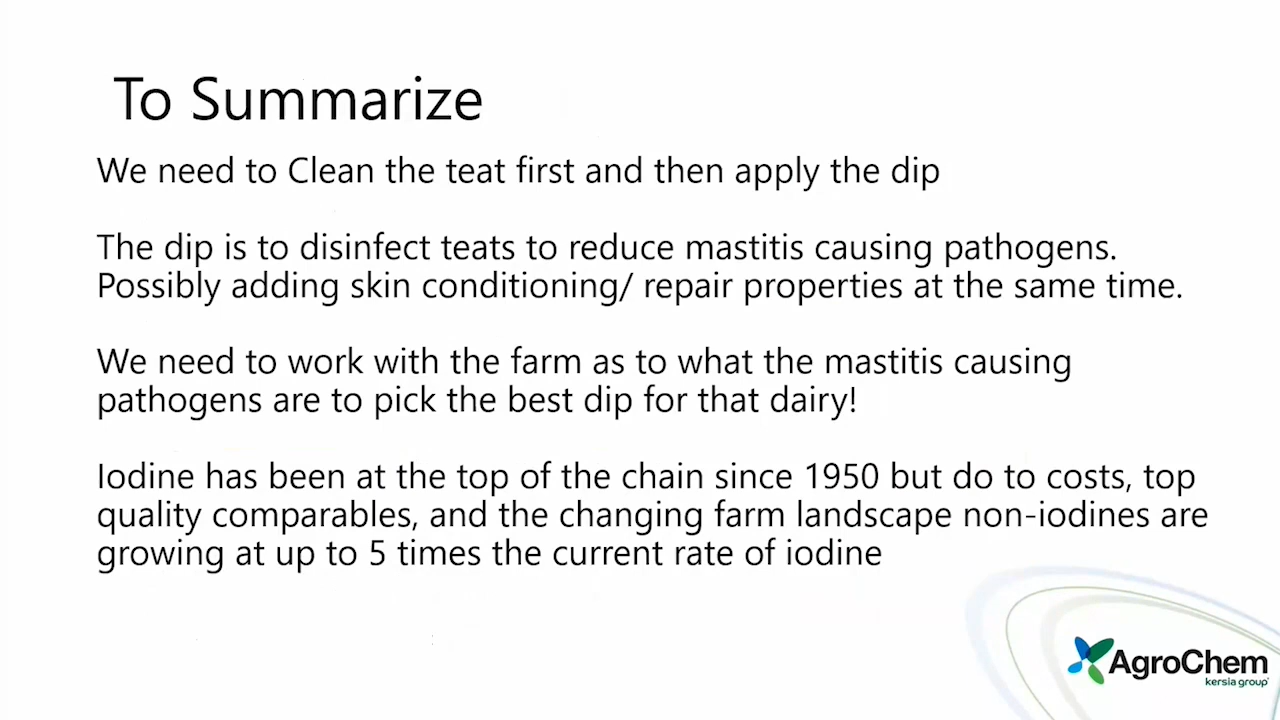 To Summarize
We need to Clean the teat first and then apply the dip
The dip is to disinfect teats to reduce mastitis causing pathogens.
Possibly adding skin conditioning/ repair properties at the same time.
We need to work with the farm as to what the mastitis causing
pathogens are to pick the best dip for that dairy!
Iodine has been at the top of the chain since 1950 but do to costs, top
quality comparables, and the changing farm landscape non-iodines are
growing at up to 5 times the current rate of iodine
AgroChem
kersia group